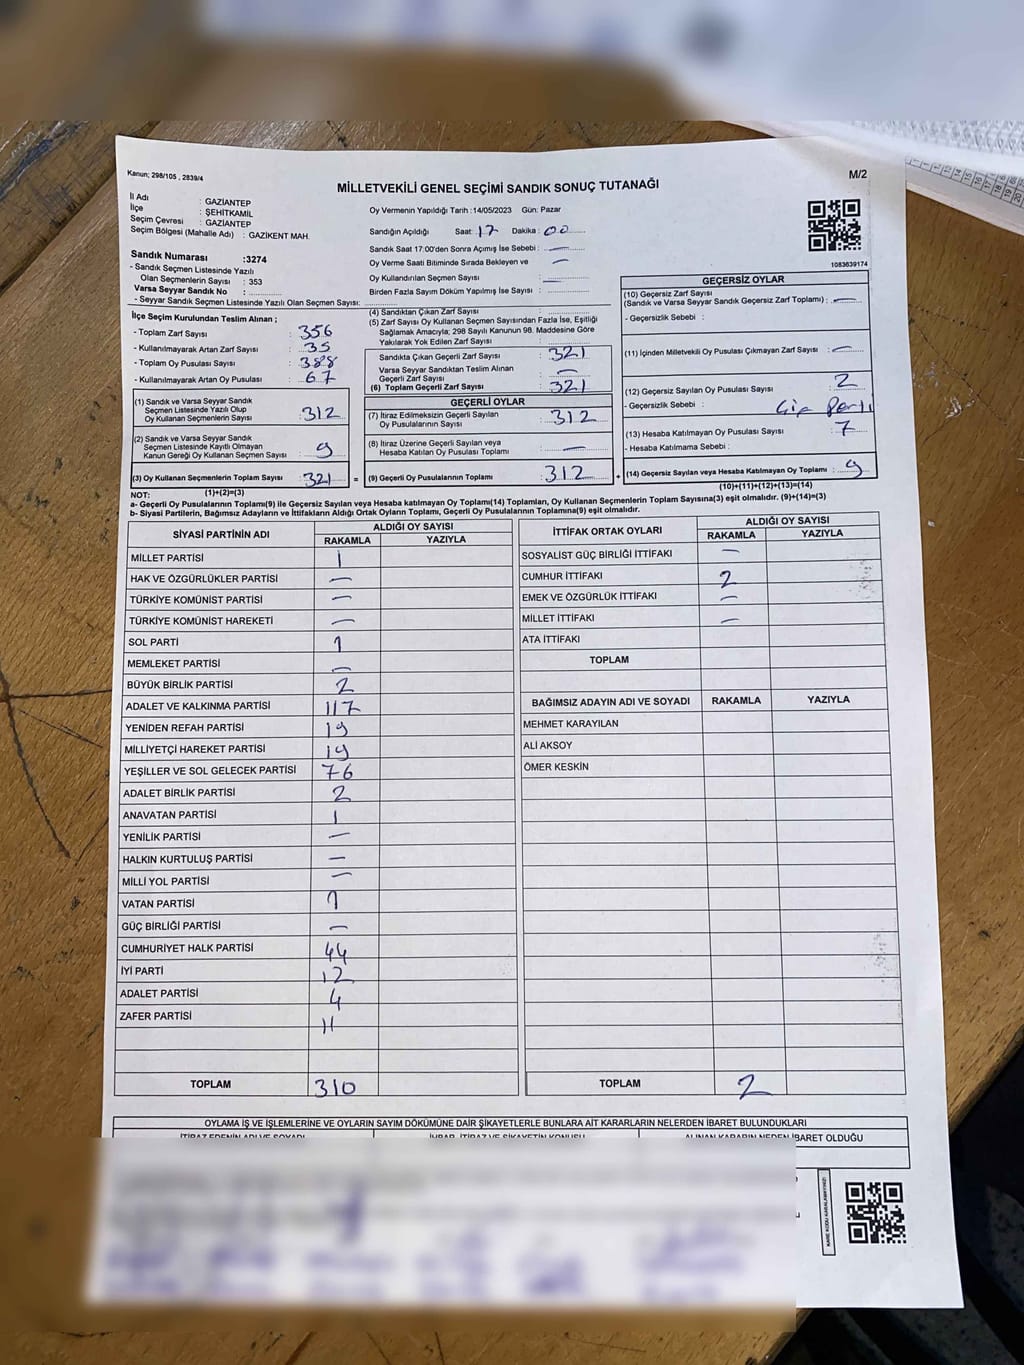 Kanun; 298/105 , 2839/4
M/2
MİLLETVEKİLİ GENEL SEÇİMİ SANDIK SONUÇ TUTANAĞI
İl Adı : GAZİANTEP
İlçe : ŞEHİTKAMİL
Seçim Çevresi : GAZİANTEP
Seçim Bölgesi (Mahalle Adı) : GAZİKENT MAH.
Sandık Numarası :3274
- Sandık Seçmen Listesinde Yazılı
Olan Seçmenlerin Sayısı : 353
Varsa Seyyar Sandık No :
- Seyyar Sandık Seçmen Listesinde Yazılı Olan Seçmen Sayısı:
Oy Vermenin Yapıldığı Tarih :14/05/2023 Gün: Pazar
Sandığın Açıldığı Saat: 17 Dakika: 00
Sandık Saat 17:00'den Sonra Açımış İse Sebebi : —
Oy Verme Saati Bitiminde Sırada Bekleyen ve —
Oy Kullandırılan Seçmen Sayısı :
Birden Fazla Sayım Döküm Yapılmış İse Sayısı :
1083639174
İlçe Seçim Kurulundan Teslim Alınan ;
- Toplam Zarf Sayısı : 356
- Kullanılmayarak Artan Zarf Sayısı : 35
- Toplam Oy Pusulası Sayısı : 388
- Kullanılmayarak Artan Oy Pusulası : 67
(1) Sandık ve Varsa Seyyar Sandık
Seçmen Listesinde Yazılı Olup
Oy Kullanan Seçmenlerin Sayısı : 312
(2) Sandık ve Varsa Seyyar Sandık
Seçmen Listesinde Kayıtlı Olmayan
Kanun Gereği Oy Kullanan Seçmen Sayısı : 9
(3) Oy Kullanan Seçmenlerin Toplam Sayısı : 321 =
(1)+(2)=(3)
(4) Sandıktan Çıkan Zarf Sayısı :
(5) Zarf Sayısı Oy Kullanan Seçmen Sayısından Fazla İse, Eşitliği
Sağlamak Amacıyla; 298 Sayılı Kanunun 98. Maddesine Göre
Yakılarak Yok Edilen Zarf Sayısı :
Sandıkta Çıkan Geçerli Zarf Sayısı : 321
Varsa Seyyar Sandıktan Teslim Alınan
Geçerli Zarf Sayısı : —
(6) Toplam Geçerli Zarf Sayısı : 321
GEÇERLİ OYLAR
(7) İtiraz Edilmeksizin Geçerli Sayılan
Oy Pusulalarının Sayısı : 312
(8) İtiraz Üzerine Geçerli Sayılan veya
Hesaba Katılan Oy Pusulası Toplamı : —
(9) Geçerli Oy Pusulalarının Toplamı : 312 +
GEÇERSİZ OYLAR
(10) Geçersiz Zarf Sayısı
(Sandık ve Varsa Seyyar Sandık Geçersiz Zarf Toplamı) : —
- Geçersizlik Sebebi :
(11) İçinden Milletvekili Oy Pusulası Çıkmayan Zarf Sayısı : —
(12) Geçersiz Sayılan Oy Pusulası Sayısı : 2
- Geçersizlik Sebebi :
(13) Hesaba Katılmayan Oy Pusulası Sayısı : 7
- Hesaba Katılmama Sebebi :
(14) Geçersiz Sayılan veya Hesaba Katılmayan Oy Toplamı : 9
(10)+(11)+(12)+(13)=(14)
NOT:
a- Geçerli Oy Pusulalarının Toplamı(9) ile Geçersiz Sayılan veya Hesaba katılmayan Oy Toplamı(14) Toplamları, Oy Kullanan Seçmenlerin Toplam Sayısına(3) eşit olmalıdır. (9)+(14)=(3)
b- Siyasi Partilerin, Bağımsız Adayların ve İttifakların Aldığı Ortak Oyların Toplamı, Geçerli Oy Pusulalarının Toplamına(9) eşit olmalıdır.
SİYASİ PARTİNİN ADI ALDIĞI OY SAYISI
RAKAMLA YAZIYLA
MİLLET PARTİSİ 1
HAK VE ÖZGÜRLÜKLER PARTİSİ —
TÜRKİYE KOMÜNİST PARTİSİ —
TÜRKİYE KOMÜNİST HAREKETİ —
SOL PARTİ 1
MEMLEKET PARTİSİ —
BÜYÜK BİRLİK PARTİSİ 2
ADALET VE KALKINMA PARTİSİ 117
YENİDEN REFAH PARTİSİ 19
MİLLİYETÇİ HAREKET PARTİSİ 19
YEŞİLLER VE SOL GELECEK PARTİSİ 76
ADALET BİRLİK PARTİSİ 2
ANAVATAN PARTİSİ 1
YENİLİK PARTİSİ —
HALKIN KURTULUŞ PARTİSİ —
MİLLİ YOL PARTİSİ —
VATAN PARTİSİ 1
GÜÇ BİRLİĞİ PARTİSİ —
CUMHURİYET HALK PARTİSİ 44
İYİ PARTİ 12
ADALET PARTİSİ 4
ZAFER PARTİSİ 11
TOPLAM 310
İTTİFAK ORTAK OYLARI ALDIĞI OY SAYISI
RAKAMLA YAZIYLA
SOSYALİST GÜÇ BİRLİĞİ İTTİFAKI —
CUMHUR İTTİFAKI 2
EMEK VE ÖZGÜRLÜK İTTİFAKI —
MİLLET İTTİFAKI —
ATA İTTİFAKI
TOPLAM
BAĞIMSIZ ADAYIN ADI VE SOYADI RAKAMLA YAZIYLA
MEHMET KARAYILAN
ALİ AKSOY
ÖMER KESKİN
TOPLAM 2
OYLAMA İŞ VE İŞLEMLERİNE VE OYLARIN SAYIM DÖKÜMÜNE DAİR ŞİKAYETLERLE BUNLARA AİT KARARLARIN NELERDEN İBARET BULUNDUKLARI
İTİRAZ EDENİN ADI VE SOYADI İHBAR, İTİRAZ VE ŞİKAYETİN KONUSU ALINAN KARARIN NEDEN İBARET OLDUĞU